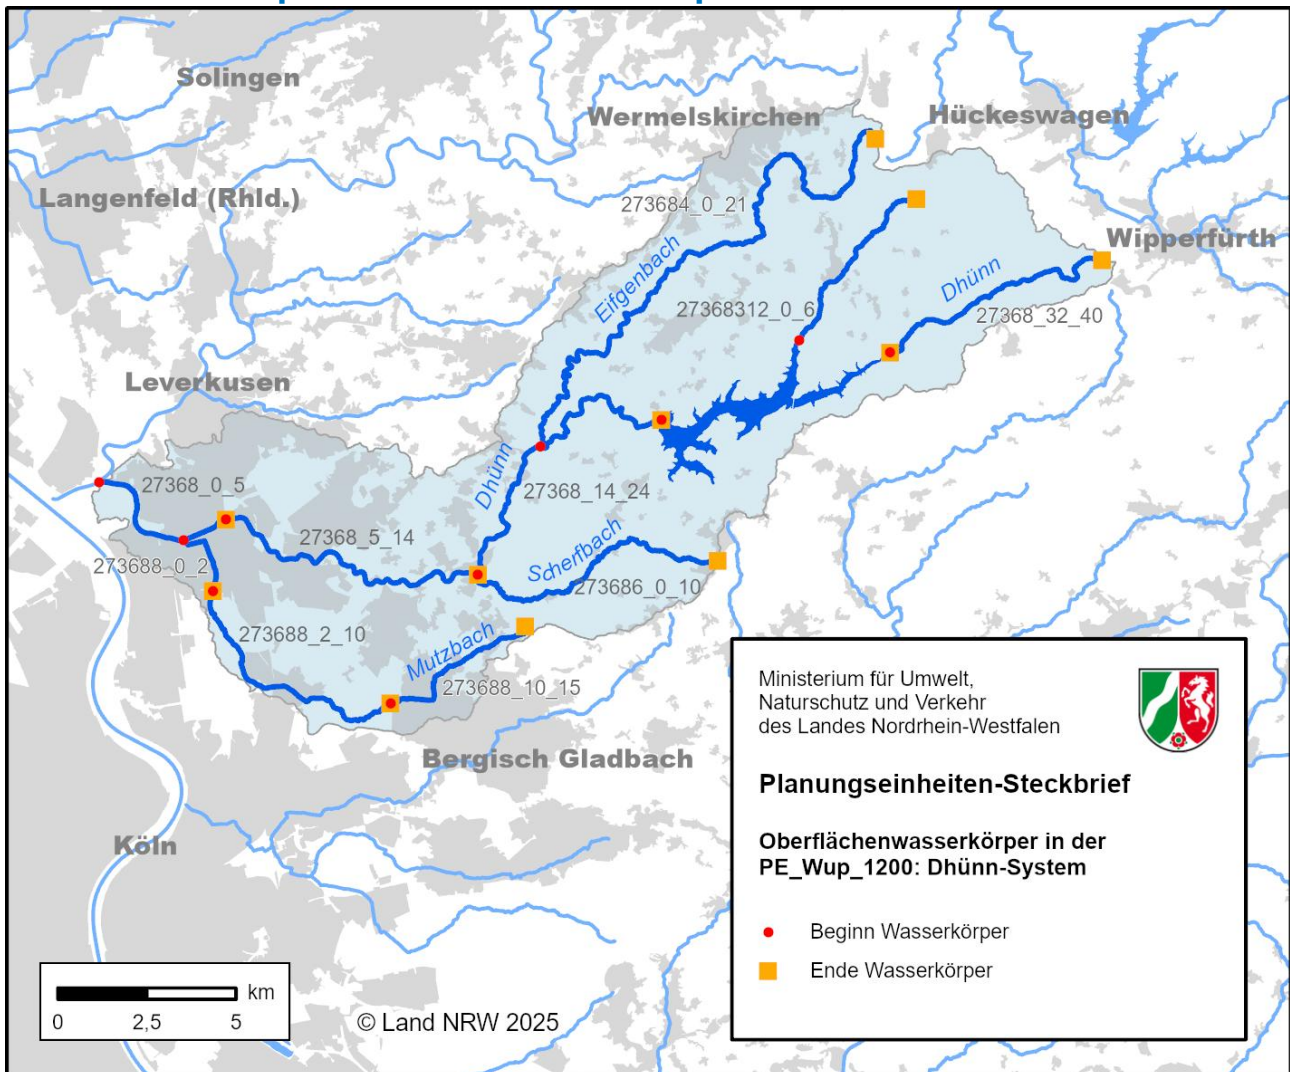 Solingen
Wermelskirchen
Hückeswagen
Langenfeld (Rhld.)
273684_0_21
Wipperfürth
Eifgenbach
Dhünn
27368312_0_6
27368_32_40
Leverkusen
Dhünn
27368_0_5
27368_14_24
27368_5_14
273688_0_2
Scherfbach
273686_0_10
273688_2_10
Mutzbach
273688_10_15
Bergisch Gladbach
Köln
Ministerium für Umwelt,
Naturschutz und Verkehr
des Landes Nordrhein-Westfalen
Planungseinheiten-Steckbrief
Oberflächenwasserkörper in der
PE_Wup_1200: Dhünn-System
Beginn Wasserkörper
Ende Wasserkörper
km
0 2,5 5
© Land NRW 2025